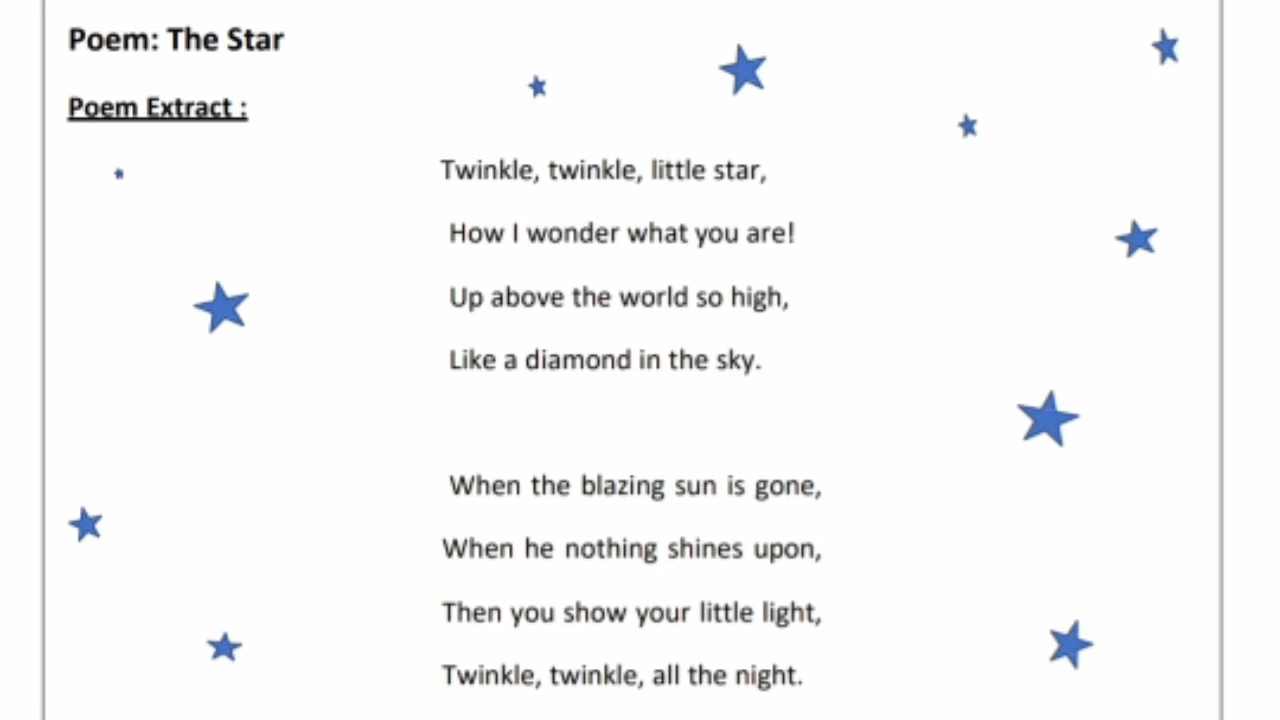 Poem: The Star
Poem Extract :
Twinkle, twinkle, little star,
How I wonder what you are!
Up above the world so high,
Like a diamond in the sky.
When the blazing sun is gone,
When he nothing shines upon,
Then you show your little light,
Twinkle, twinkle, all the night.